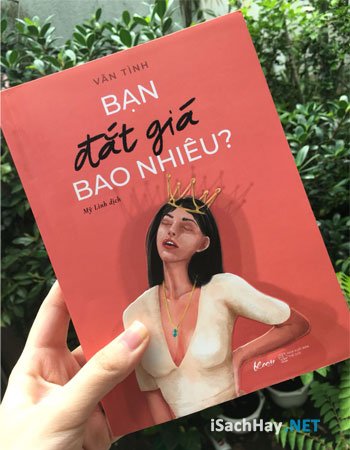 VÃN TÌNH
BẠN
đắt giá
BAO NHIÊU?
Mỹ Linh dịch
iSachHay.NET